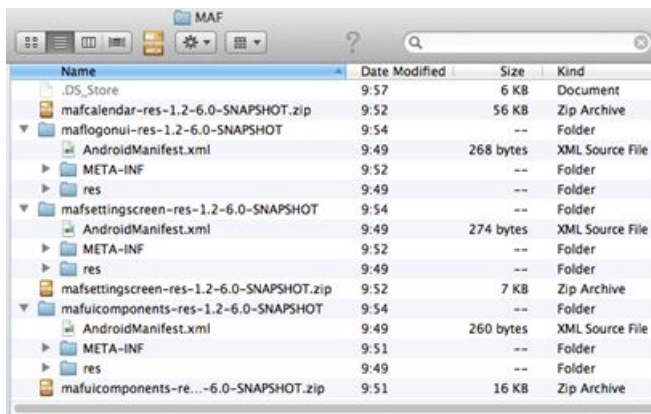 MAF
Name Date Modified Size Kind
.DS_Store 9:57 6 KB Document
mafcalendar-res-1.2-6.0-SNAPSHOT.zip 9:52 56 KB Zip Archive
maflogonui-res-1.2-6.0-SNAPSHOT 9:54 -- Folder
AndroidManifest.xml 9:49 268 bytes XML Source File
META-INF 9:52 -- Folder
res 9:49 -- Folder
mafsettingscreen-res-1.2-6.0-SNAPSHOT 9:54 -- Folder
AndroidManifest.xml 9:49 274 bytes XML Source File
META-INF 9:52 -- Folder
res 9:49 -- Folder
mafsettingscreen-res-1.2-6.0-SNAPSHOT.zip 9:52 7 KB Zip Archive
mafuicomponents-res-1.2-6.0-SNAPSHOT 9:54 -- Folder
AndroidManifest.xml 9:49 260 bytes XML Source File
META-INF 9:51 -- Folder
res 9:49 -- Folder
mafuicomponents-re...-6.0-SNAPSHOT.zip 9:51 16 KB Zip Archive